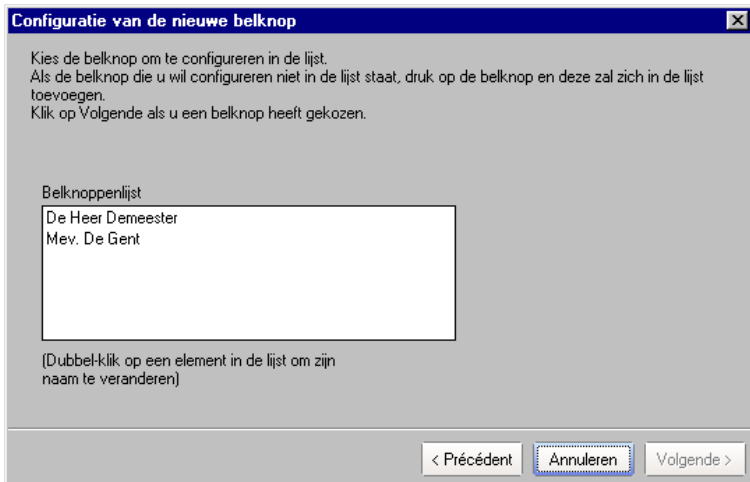 Configuratie van de nieuwe belknop
Kies de belknop om te configureren in de lijst.
Als de belknop die u wil configureren niet in de lijst staat, druk op de belknop en deze zal zich in de lijst
toevoegen.
Klik op Volgende als u een belknop heeft gekozen.
Belknoppenlijst
De Heer Demeester
Mev. De Gent
(Dubbel-klik op een element in de lijst om zijn
naam te veranderen)
< Précédent Annuleren Volgende >